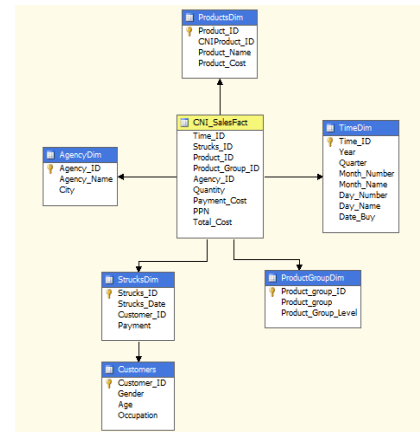 ProductsDim
Product_ID
CNIProduct_ID
Product_Name
Product_Cost
CNI_SalesFact
Time_ID
Strucks_ID
Product_ID
Product_Group_ID
Agency_ID
Quantity
Payment_Cost
PPN
Total_Cost
TimeDim
Time_ID
Year
Quarter
Month_Number
Month_Name
Day_Number
Day_Name
Date_Buy
AgencyDim
Agency_ID
Agency_Name
City
StrucksDim
Strucks_ID
Strucks_Date
Customer_ID
Payment
ProductGroupDim
Product_group_ID
Product_group
Product_Group_Level
Customers
Customer_ID
Gender
Age
Occupation